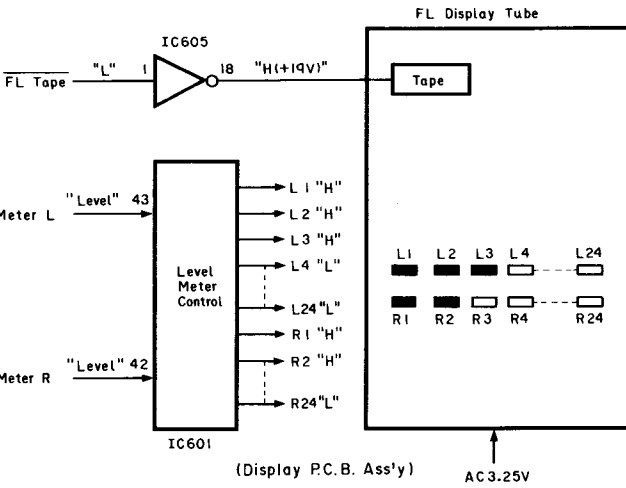 FL Display Tube
IC605
FL Tape
"L"
1
18
"H(+19V)"
Tape
Meter L
"Level" 43
Level
Meter
Control
L1 "H"
L2 "H"
L3 "H"
L4 "L"
L24 "L"
R1 "H"
R2 "H"
R24 "L"
Meter R
"Level" 42
IC601
L1 L2 L3 L4 L24
R1 R2 R3 R4 R24
(Display P.C.B. Ass'y)
AC3.25V